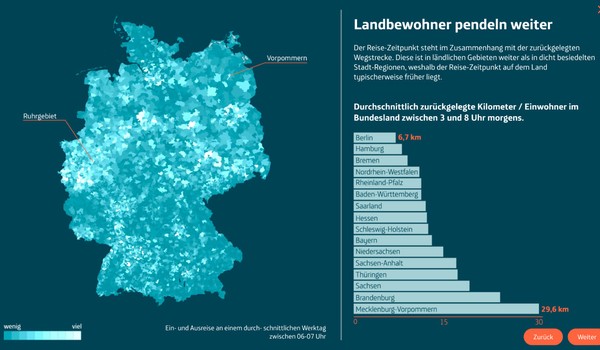 Landbewohner pendeln weiter
Der Reise-Zeitpunkt steht im Zusammenhang mit der zurückgelegten
Wegstrecke. Diese ist in ländlichen Gebieten weiter als in dicht besiedelten
Stadt-Regionen, weshalb der Reise-Zeitpunkt auf dem Land
typischerweise früher liegt.
Vorpommern
Ruhrgebiet
Durchschnittlich zurückgelegte Kilometer / Einwohner im
Bundesland zwischen 3 und 8 Uhr morgens.
Berlin 6,7 km
Hamburg
Bremen
Nordrhein-Westfalen
Rheinland-Pfalz
Baden-Württemberg
Saarland
Hessen
Schleswig-Holstein
Bayern
Niedersachsen
Sachsen-Anhalt
Thüringen
Sachsen
Brandenburg
Mecklenburg-Vorpommern 29,6 km
0 15 30
wenig viel
Ein- und Ausreise an einem durch- schnittlichen Werktag
zwischen 06-07 Uhr
Zurück Weiter